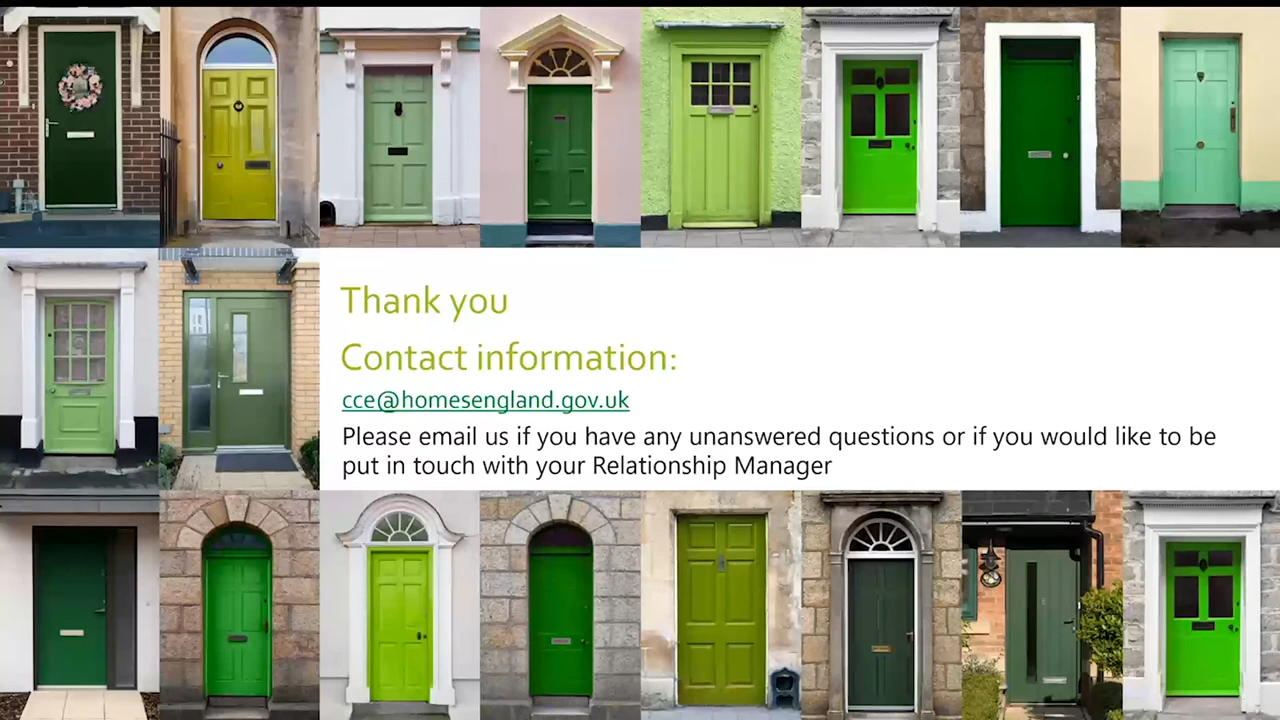 Thank you
Contact information:
cce@homesengland.gov.uk
Please email us if you have any unanswered questions or if you would like to be
put in touch with your Relationship Manager